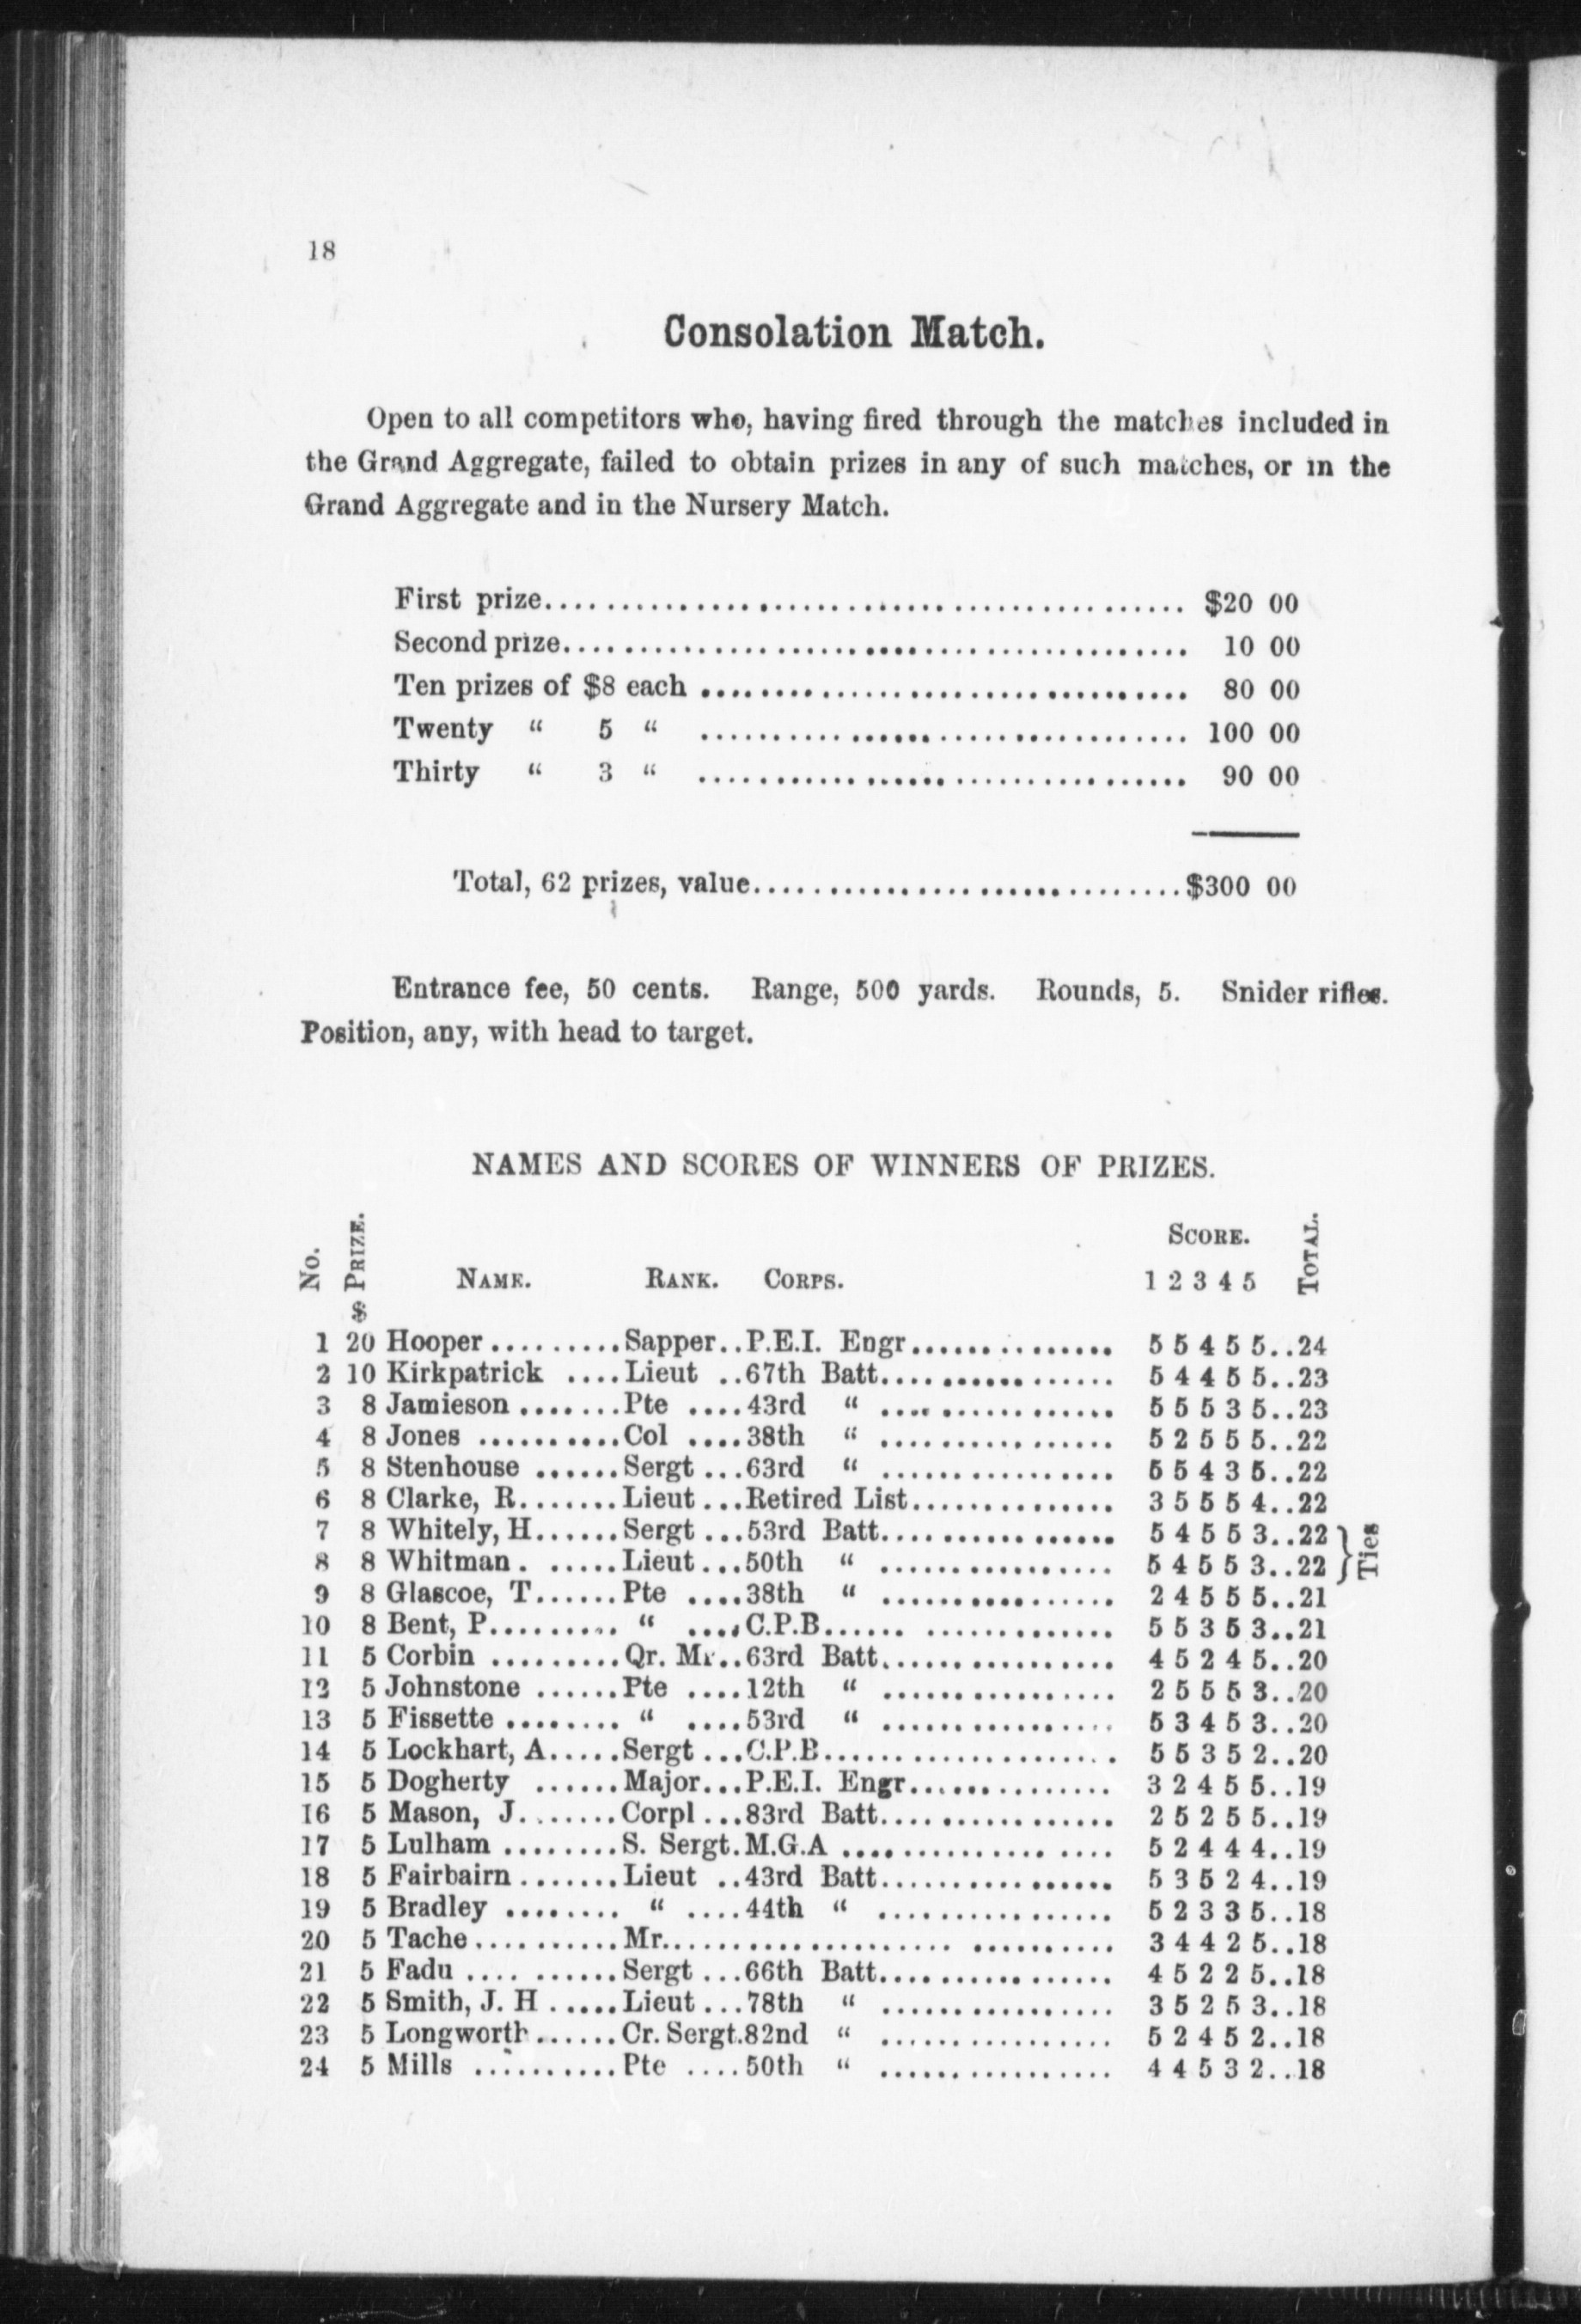 18
Consolation Match.
Open to all competitors who, having fired through the matches included in
the Grand Aggregate, failed to obtain prizes in any of such matches, or in the
Grand Aggregate and in the Nursery Match.
First prize........................................ $20 00
Second prize........................................ 10 00
Ten prizes of $8 each .............................. 80 00
Twenty “ 5 “ .............................. 100 00
Thirty “ 3 “ .............................. 90 00
Total, 62 prizes, value..............................$300 00
Entrance fee, 50 cents. Range, 500 yards. Rounds, 5. Snider rifles.
Position, any, with head to target.
NAMES AND SCORES OF WINNERS OF PRIZES.
No. $ PRIZE. NAME. RANK. CORPS. SCORE. 1 2 3 4 5 TOTAL.
1 20 Hooper.........Sapper..P.E.I. Engr.............. 5 5 4 5 5..24
2 10 Kirkpatrick ....Lieut ..67th Batt................ 5 4 4 5 5..23
3 8 Jamieson.......Pte ....43rd “ ................ 5 5 5 3 5..23
4 8 Jones ..........Col ....38th “ ................ 5 2 5 5 5..22
5 8 Stenhouse ......Sergt...63rd “ ................ 5 5 4 3 5..22
6 8 Clarke, R.......Lieut...Retired List.............. 3 5 5 5 4..22
7 8 Whitely, H......Sergt...53rd Batt................ 5 4 5 5 3..22 } Ties
8 8 Whitman. ......Lieut...50th “ ................ 5 4 5 5 3..22
9 8 Glascoe, T......Pte ....38th “ ................ 2 4 5 5 5..21
10 8 Bent, P......... “ ....C.P.B...... ............. 5 5 3 5 3..21
11 5 Corbin .........Qr. Mr..63rd Batt................ 4 5 2 4 5..20
12 5 Johnstone ......Pte ....12th “ ................ 2 5 5 5 3..20
13 5 Fissette ........ “ ....53rd “ ................ 5 3 4 5 3..20
14 5 Lockhart, A.....Sergt...C.P.B.................... 5 5 3 5 2..20
15 5 Dogherty ......Major...P.E.I. Engr.............. 3 2 4 5 5..19
16 5 Mason, J.......Corpl...83rd Batt................ 2 5 2 5 5..19
17 5 Lulham ........S. Sergt.M.G.A .............. .... 5 2 4 4 4..19
18 5 Fairbairn.......Lieut ..43rd Batt................ 5 3 5 2 4..19
19 5 Bradley ........ “ ....44th “ ................ 5 2 3 3 5..18
20 5 Tache..........Mr.................... .......... 3 4 4 2 5..18
21 5 Fadu .... ......Sergt...66th Batt................ 4 5 2 2 5..18
22 5 Smith, J. H .....Lieut...78th “ ................ 3 5 2 5 3..18
23 5 Longworth......Cr. Sergt.82nd “ ................ 5 2 4 5 2..18
24 5 Mills ..........Pte ....50th “ ................ 4 4 5 3 2..18